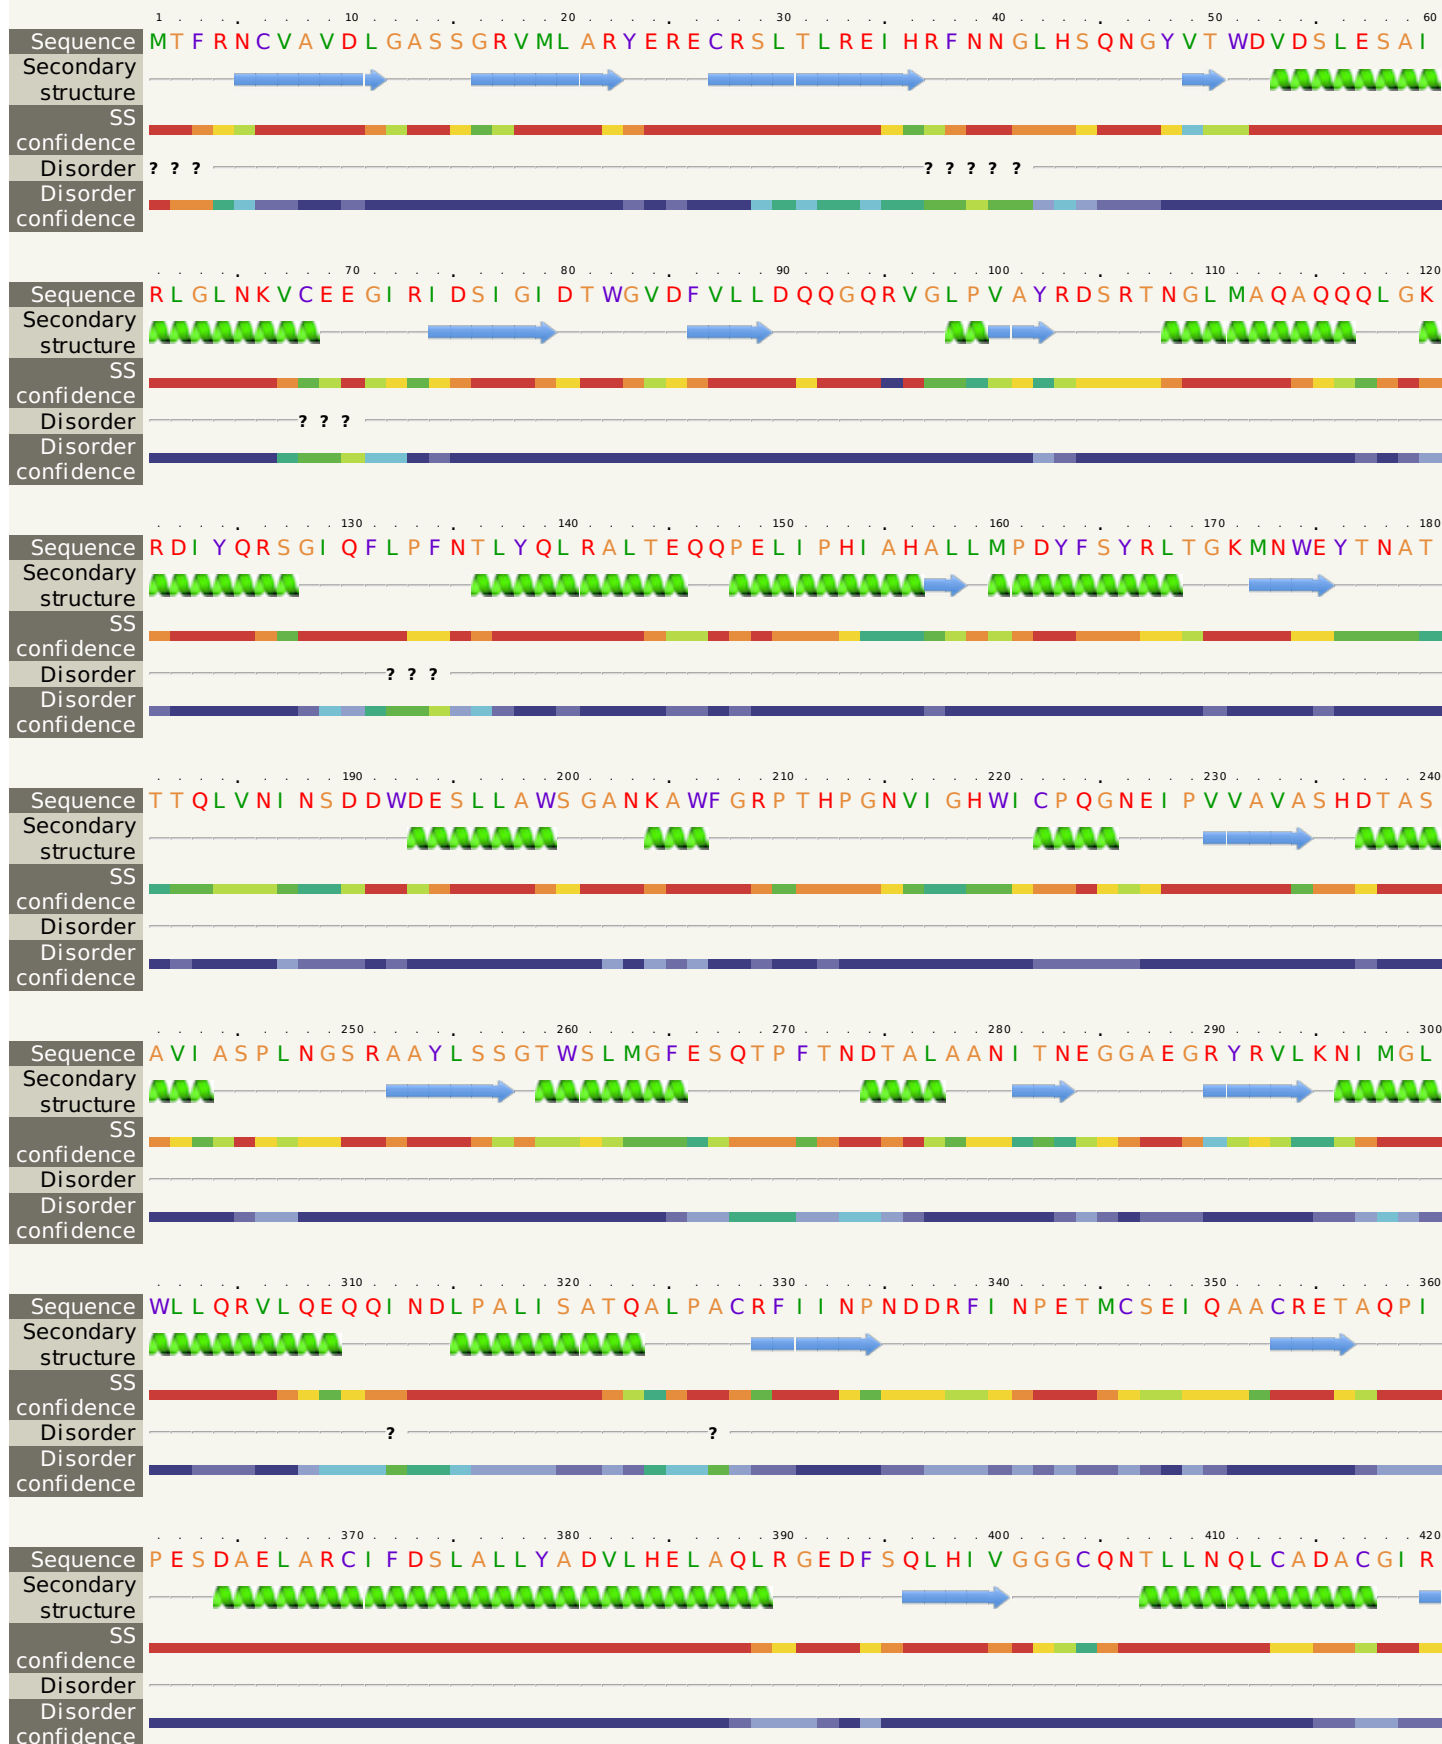 1 10 20 30 40 50 60
Sequence MTFRNCVAVDLGASSGRVMLARYERECRSLTLREIHRFNNGLHSQNGYVTWDVDSLESAI
Secondary
structure
SS
confidence
Disorder ? ? ? ? ? ? ? ?
Disorder
confidence
70 80 90 100 110 120
Sequence RLGLNKVCEEGIRIDSIGIDTWGVDFVLLDQQGQRVGLPVAYRDSRTNGLMAQAQQQLGK
Secondary
structure
SS
confidence
Disorder ? ? ?
Disorder
confidence
130 140 150 160 170 180
Sequence RDIYQRSGIQFLPFNTLYQLRALTEQQPELIPHIAHALLMPDYFSYRLTGKMNWEYTNAT
Secondary
structure
SS
confidence
Disorder ? ? ?
Disorder
confidence
190 200 210 220 230 240
Sequence TTQLVNINSDDWDESLLAWSGANKAWFGRPTHPGNVIGHWICPQGNEIPVVAVASHDTAS
Secondary
structure
SS
confidence
Disorder
Disorder
confidence
250 260 270 280 290 300
Sequence AVIASPLNGSRAAYLSSGTWSLMGFESQTPFTNDTALAANITNEGGAEGRYRVLKNIMGL
Secondary
structure
SS
confidence
Disorder
Disorder
confidence
310 320 330 340 350 360
Sequence WLLQRVLQEQQINDLPALISATQALPACRFIINPNDDRFINPETMCSEIQAACRETAQPI
Secondary
structure
SS
confidence
Disorder ? ?
Disorder
confidence
370 380 390 400 410 420
Sequence PESDAELARCIFDSLALLYADVLHELAQLRGEDFSQLHIVGGGCQNTLLNQLCADACGIR
Secondary
structure
SS
confidence
Disorder
Disorder
confidence